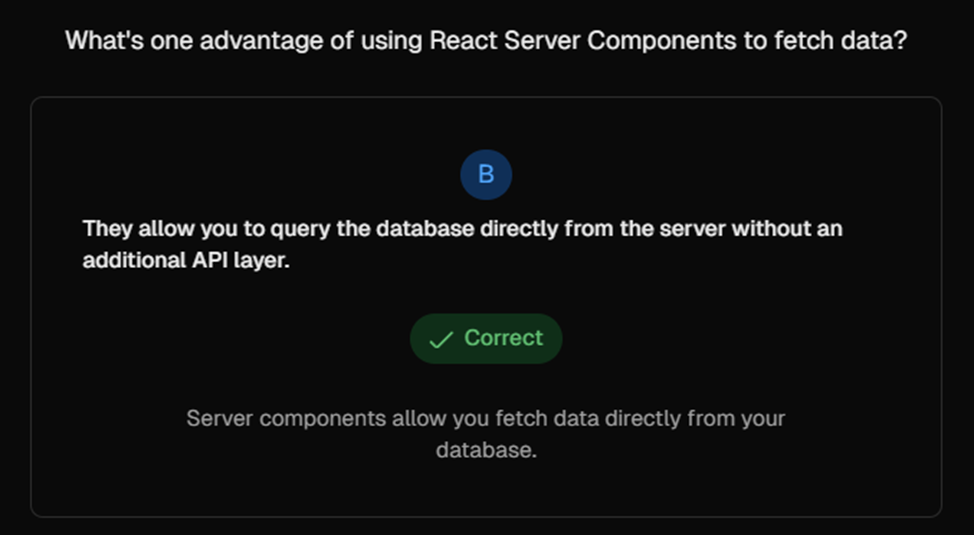 What's one advantage of using React Server Components to fetch data?
B
They allow you to query the database directly from the server without an
additional API layer.
Correct
Server components allow you fetch data directly from your
database.